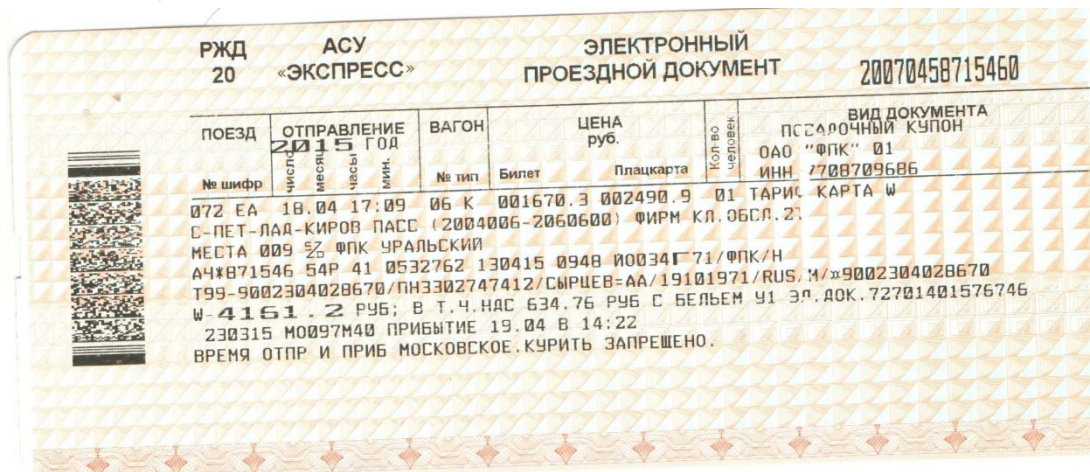 РЖД АСУ ЭЛЕКТРОННЫЙ
20 «ЭКСПРЕСС» ПРОЕЗДНОЙ ДОКУМЕНТ 20070458715460
ПОЕЗД ОТПРАВЛЕНИЕ ВАГОН ЦЕНА руб. Кол-во человек ВИД ДОКУМЕНТА
2015 ГОД ПОСАДОЧНЫЙ КУПОН
число месяц часы мин. ОАО "ФПК" 01
№ шифр № тип Билет Плацкарта ИНН 7708709686
072 ЕА 18.04 17:09 06 К 001670.3 002490.9 01 ТАРИФ КАРТА W
С-ПЕТ-ЛАД-КИРОВ ПАСС (2004006-2060600) ФИРМ КЛ.ОБСЛ.2
МЕСТА 009 ФПК УРАЛЬСКИЙ
АЧ*871546 54Р 41 0532762 130415 0948 71/ФПК/Н
Т99-9002304028670/ПН3302747412/СЫРЦЕВ=АА/19101971/RUS,М/¤9002304028670
W-4161.2 РУБ; В Т.Ч.НДС 634.76 РУБ С БЕЛЬЕМ У1 ЭЛ.ДОК.72701401576746
230315 М0097М40 ПРИБЫТИЕ 19.04 В 14:22
ВРЕМЯ ОТПР И ПРИБ МОСКОВСКОЕ.КУРИТЬ ЗАПРЕЩЕНО.